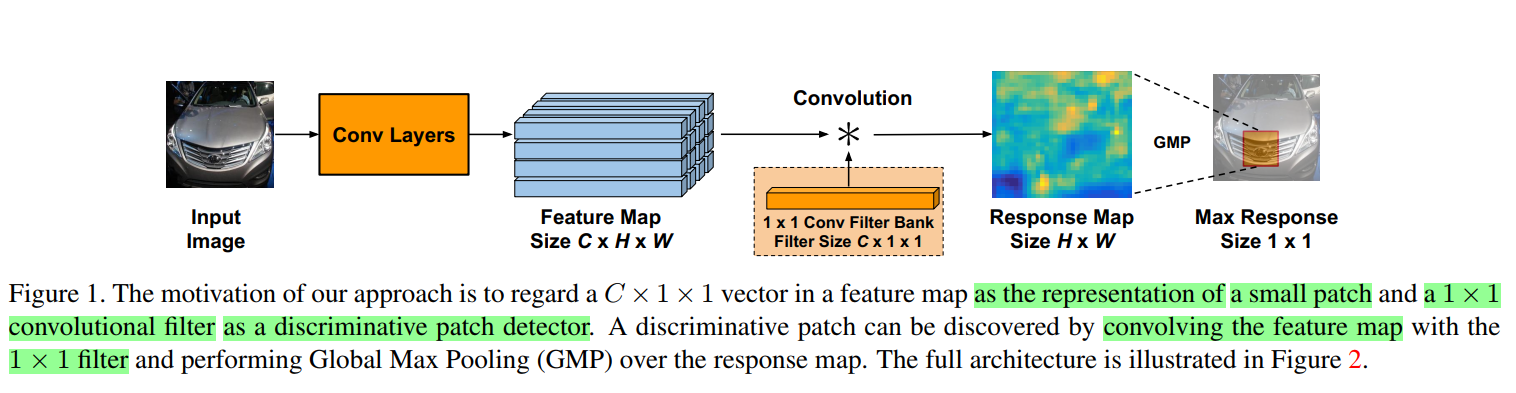 Convolution
Conv Layers
GMP
Input
Image
Feature Map
Size C x H x W
1 x 1 Conv Filter Bank
Filter Size C x 1 x 1
Response Map
Size H x W
Max Response
Size 1 x 1
Figure 1. The motivation of our approach is to regard a C × 1 × 1 vector in a feature map as the representation of a small patch and a 1 × 1
convolutional filter as a discriminative patch detector. A discriminative patch can be discovered by convolving the feature map with the
1 × 1 filter and performing Global Max Pooling (GMP) over the response map. The full architecture is illustrated in Figure 2.